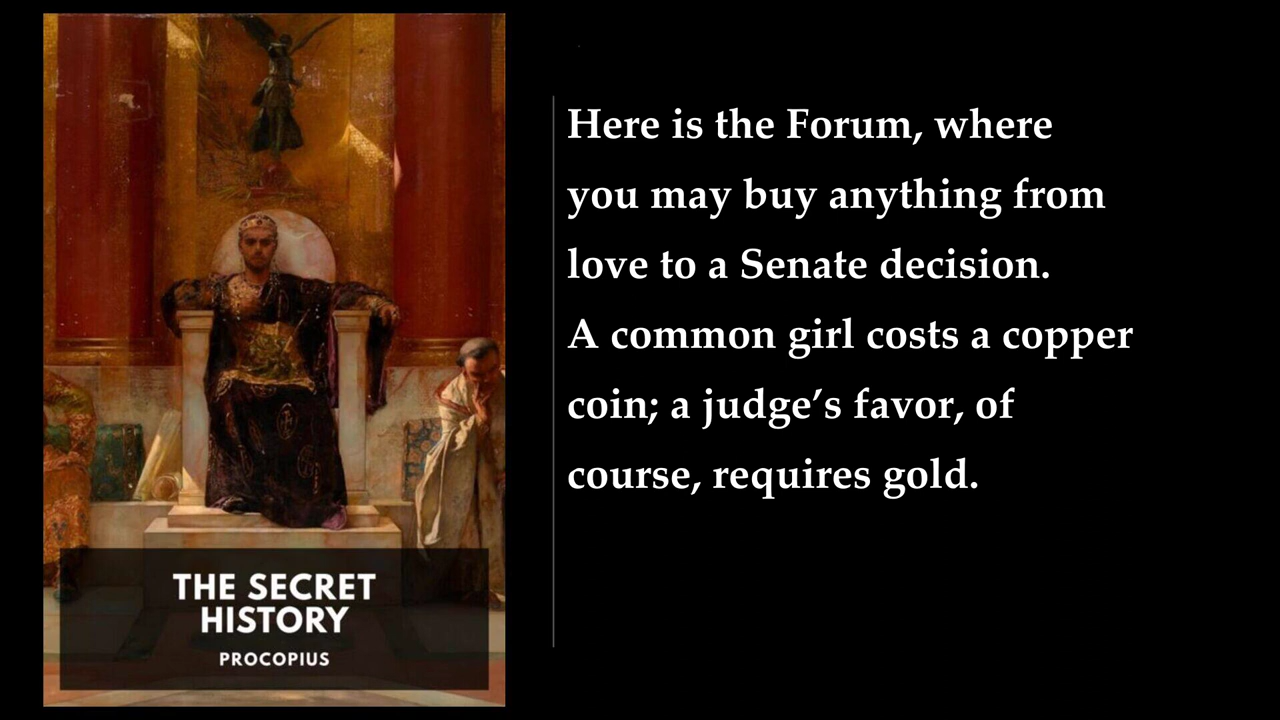 Here is the Forum, where
you may buy anything from
love to a Senate decision.
A common girl costs a copper
coin; a judge’s favor, of
course, requires gold.
THE SECRET
HISTORY
PROCOPIUS